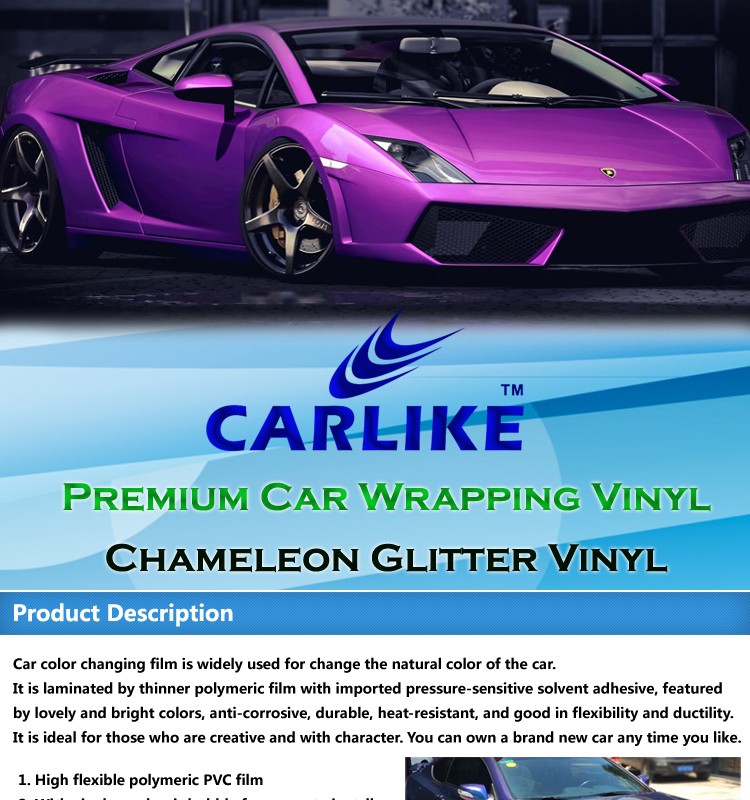 TM
CARLIKE
PREMIUM CAR WRAPPING VINYL
CHAMELEON GLITTER VINYL
Product Description
Car color changing film is widely used for change the natural color of the car.
It is laminated by thinner polymeric film with imported pressure-sensitive solvent adhesive, featured
by lovely and bright colors, anti-corrosive, durable, heat-resistant, and good in flexibility and ductility.
It is ideal for those who are creative and with character. You can own a brand new car any time you like.
1. High flexible polymeric PVC film